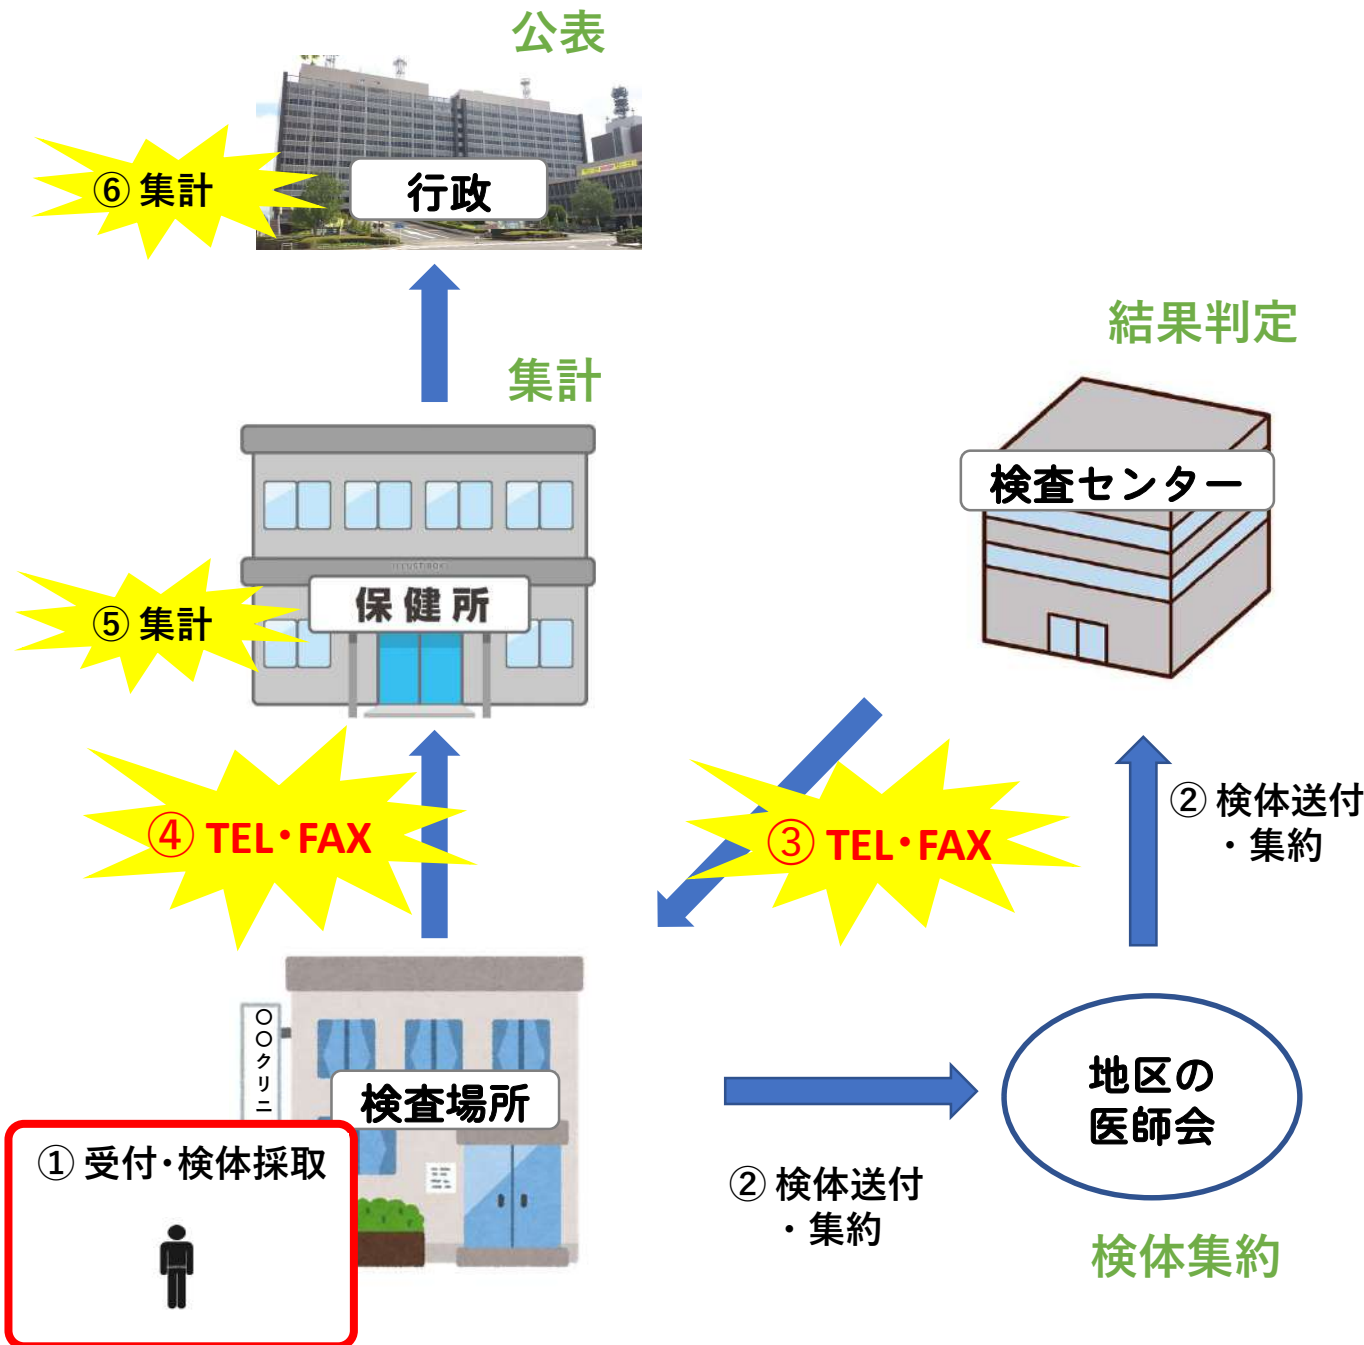 公表
⑥ 集計
行政
結果判定
集計
検査センター
⑤ 集計
保健所
④ TEL・FAX
③ TEL・FAX
② 検体送付
・集約
〇〇クリニ
検査場所
地区の
医師会
① 受付・検体採取
② 検体送付
・集約
検体集約